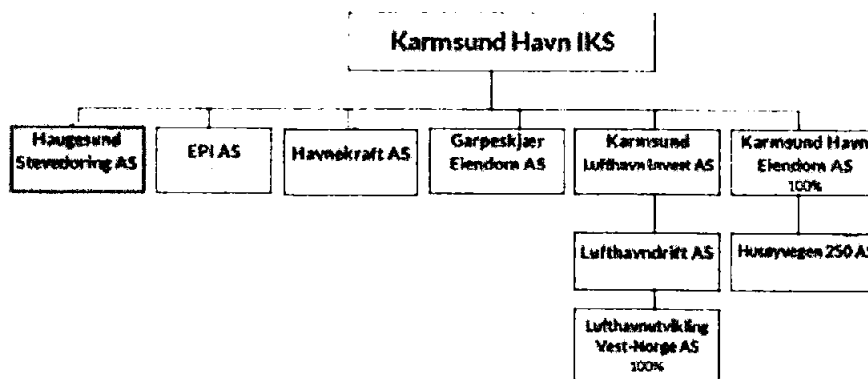 Karmsund Havn IKS
Haugesund
Stevedoring AS
EPI AS
Havnekraft AS
Garpeskjær
Eiendom AS
Karmsund
Lufthavn Invest AS
Karmsund Havn
Eiendom AS
100%
Lufthavndrift AS
Husøyvegen 250 AS
Lufthavnutvikling
Vest-Norge AS
100%